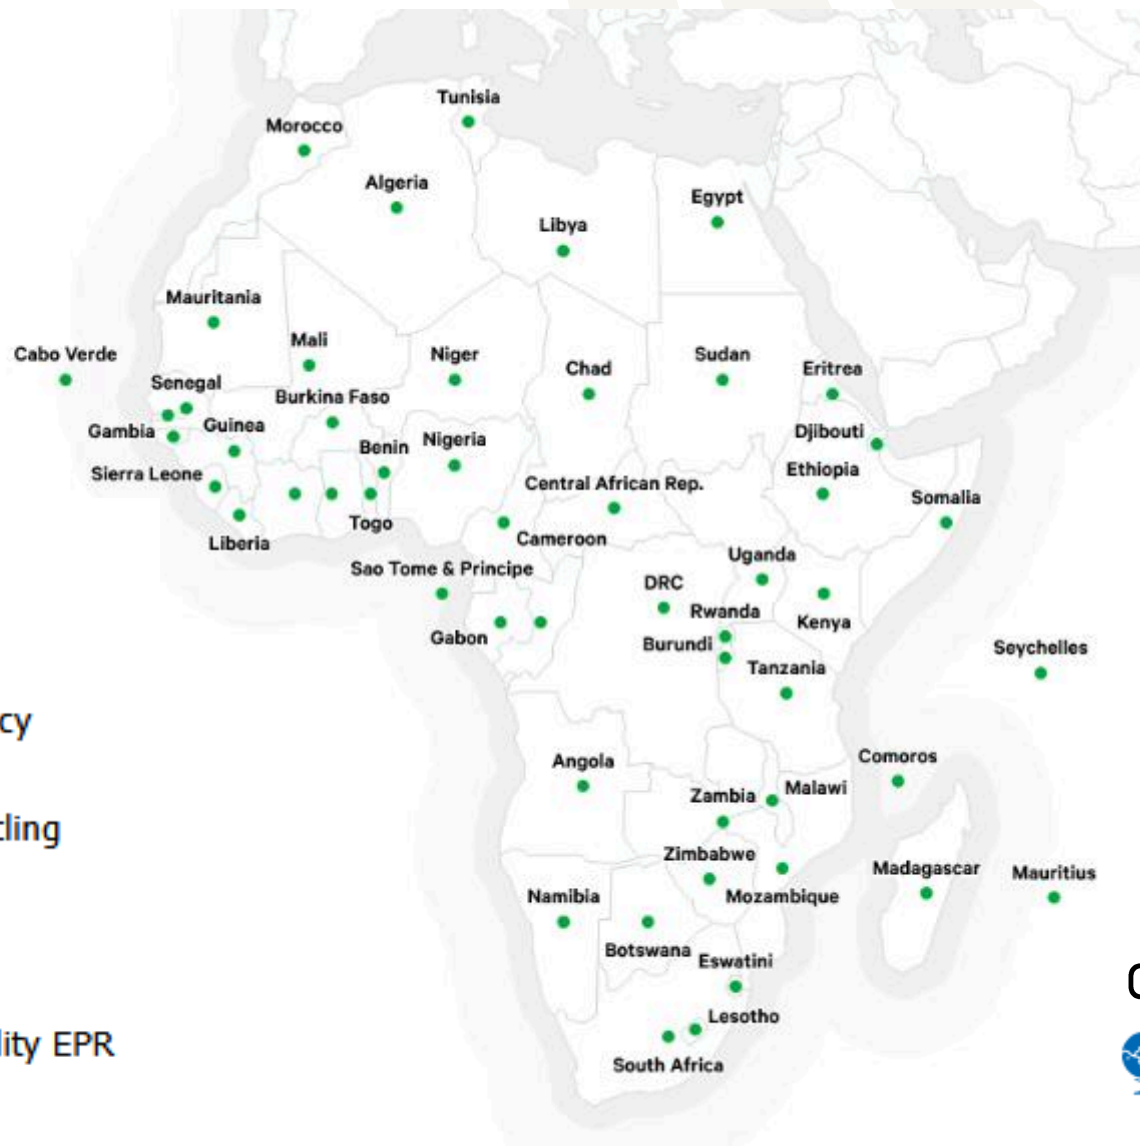 Tunisia
Morocco
Algeria
Egypt
Libya
Mauritania
Mali
Cabo Verde
Niger
Chad
Sudan
Eritrea
Senegal
Burkina Faso
Gambia
Guinea
Benin
Nigeria
Djibouti
Ethiopia
Sierra Leone
Central African Rep.
Somalia
Togo
Liberia
Cameroon
Uganda
Sao Tome & Principe
DRC
Rwanda
Kenya
Gabon
Burundi
Seychelles
Tanzania
cy
Angola
Comoros
Zambia
Malawi
Zimbabwe
Madagascar
Mauritius
Namibia
Mozambique
Botswana
Eswatini
Lesotho
lity EPR
South Africa